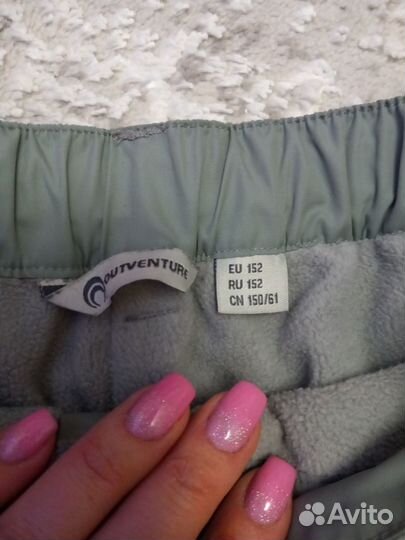 OUTVENTURE
EU 152
RU 152
CN 150/61
Avito